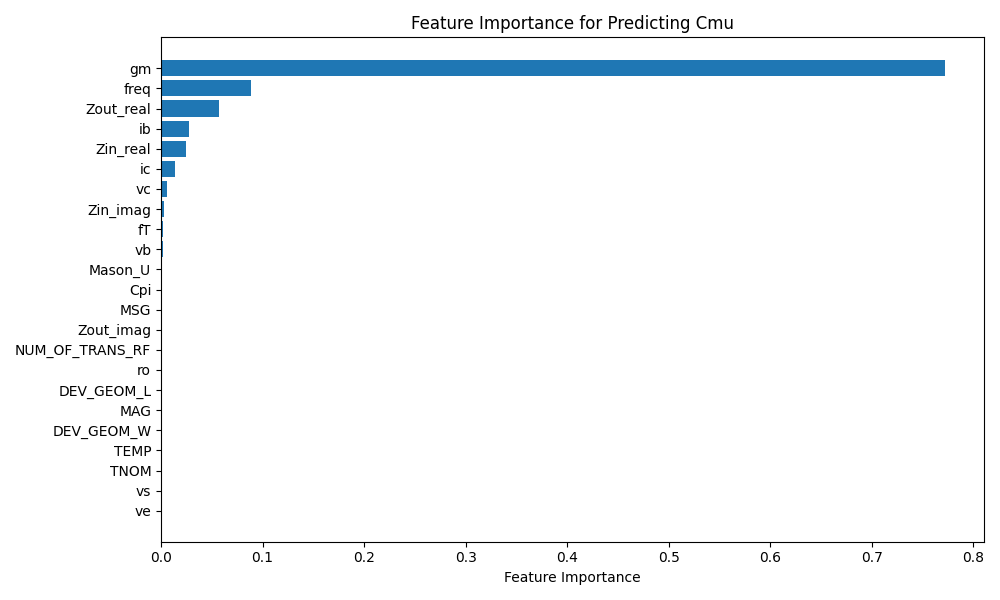 Feature Importance for Predicting Cmu
gm
freq
Zout_real
ib
Zin_real
ic
vc
Zin_imag
fT
vb
Mason_U
Cpi
MSG
Zout_imag
NUM_OF_TRANS_RF
ro
DEV_GEOM_L
MAG
DEV_GEOM_W
TEMP
TNOM
vs
ve
0.0 0.1 0.2 0.3 0.4 0.5 0.6 0.7 0.8
Feature Importance